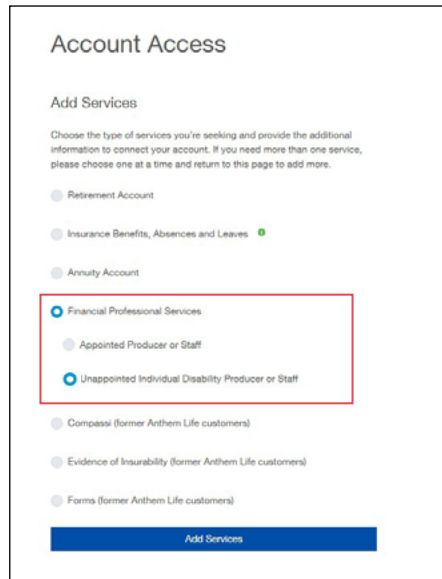 Account Access
Add Services
Choose the type of services you're seeking and provide the additional
information to connect your account. If you need more than one service,
please choose one at a time and return to this page to add more.
Retirement Account
Insurance Benefits, Absences and Leaves
Annuity Account
Financial Professional Services
Appointed Producer or Staff
Unappointed Individual Disability Producer or Staff
Compassi (former Anthem Life customers)
Evidence of Insurability (former Anthem Life customers)
Forms (former Anthem Life customers)
Add Services